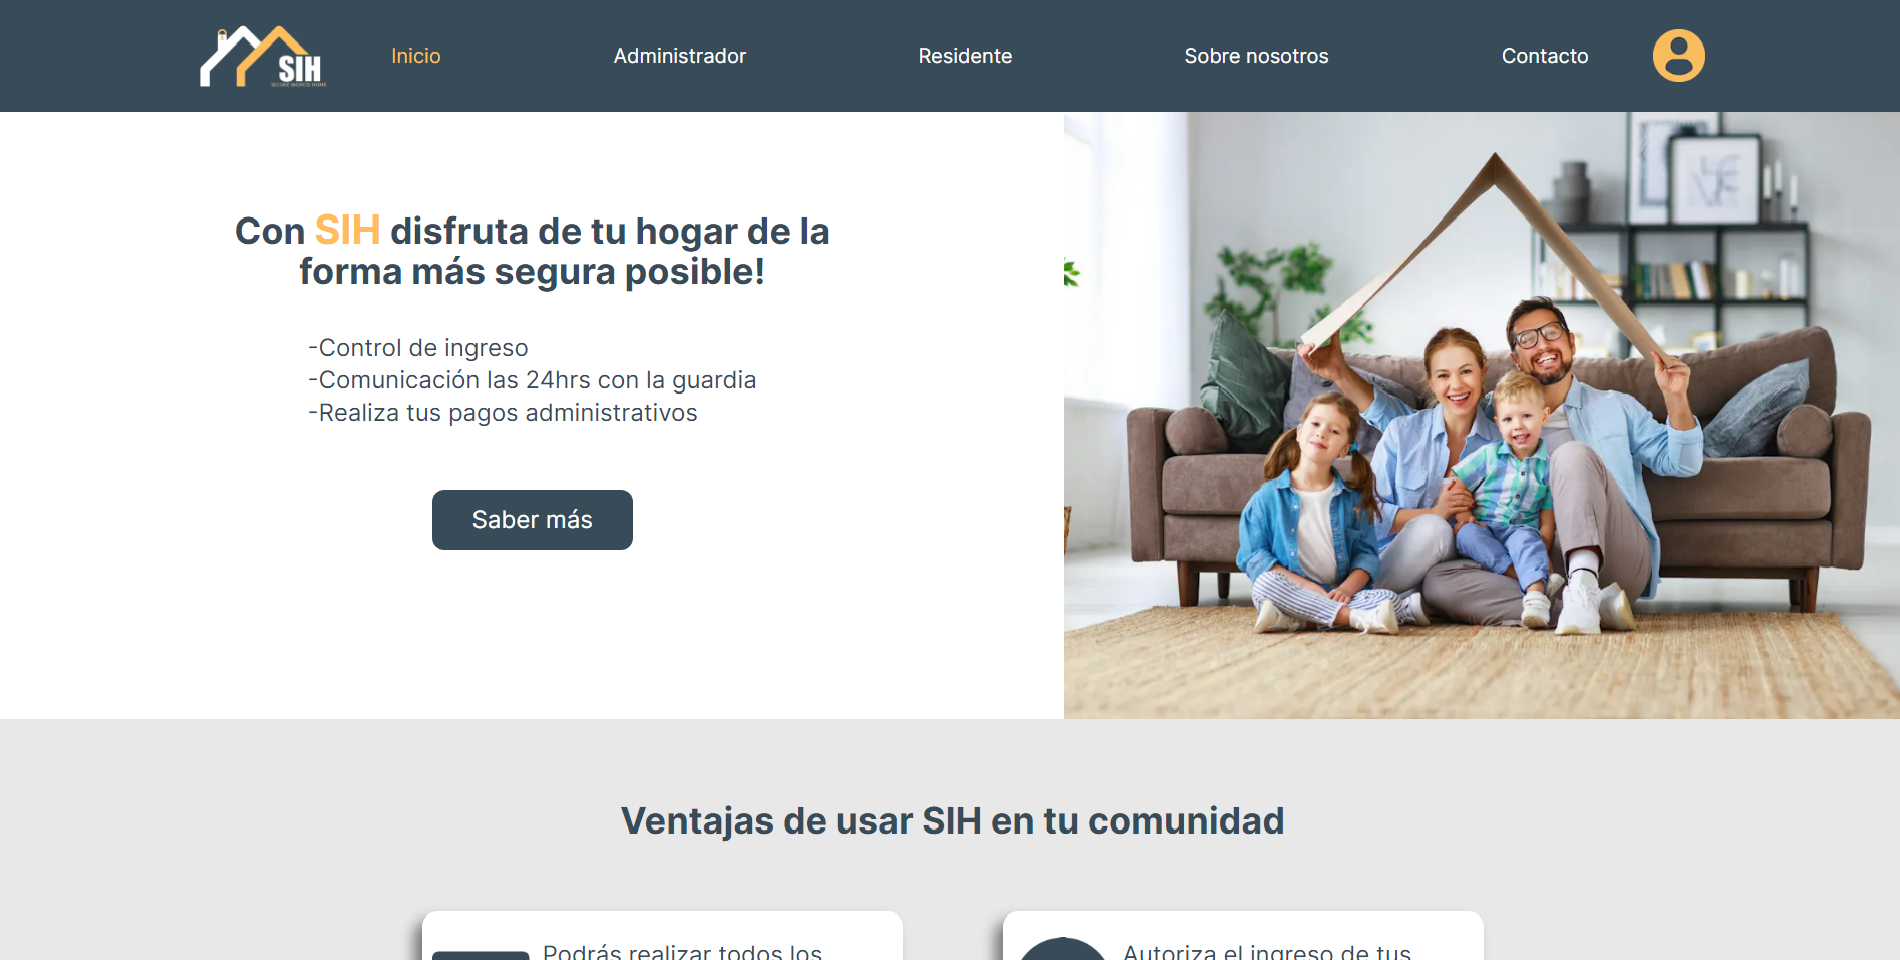 SIH
SECURE INGRESS HOME
Inicio
Administrador
Residente
Sobre nosotros
Contacto
Con SIH disfruta de tu hogar de la
forma más segura posible!
-Control de ingreso
-Comunicación las 24hrs con la guardia
-Realiza tus pagos administrativos
Saber más
Ventajas de usar SIH en tu comunidad
Podrás realizar todos los
Autoriza el ingreso de tus